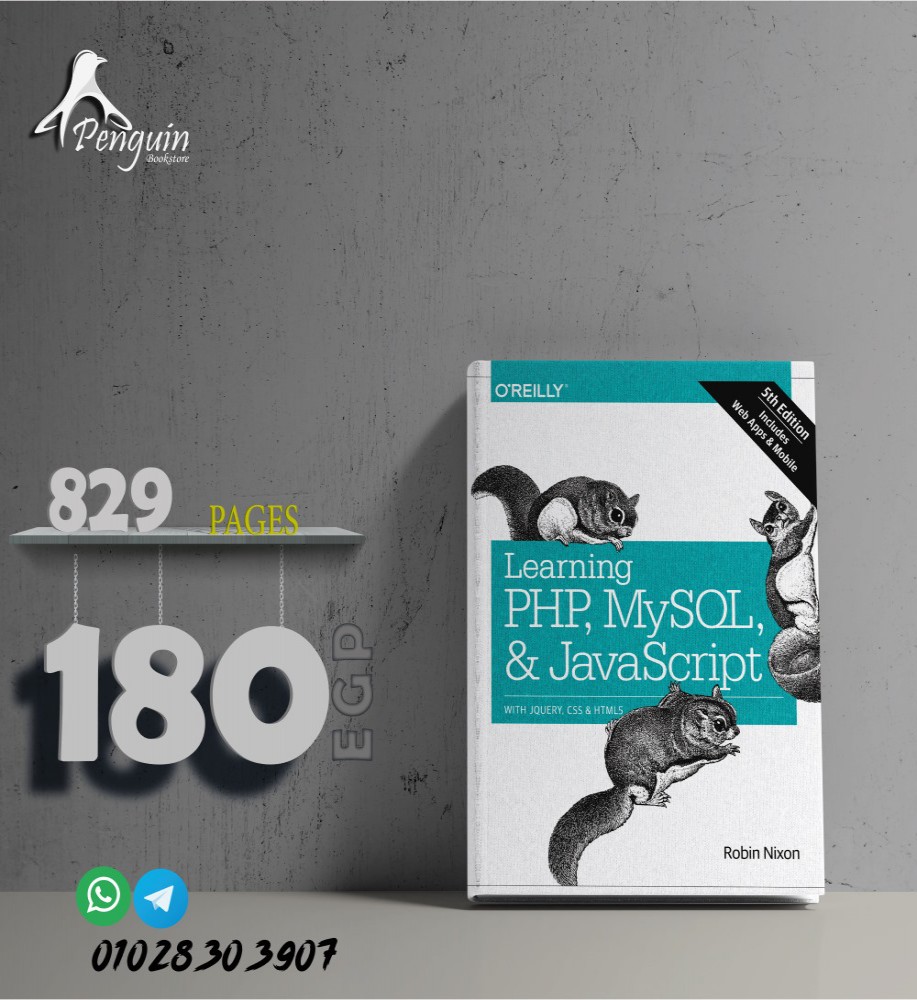 Penguin
Bookstore
829 PAGES
180 EGP
O'REILLY®
5th Edition
Includes
Web Apps & Mobile
Learning
PHP, MySQL,
& JavaScript
WITH JQUERY, CSS & HTML5
Robin Nixon
01028303907